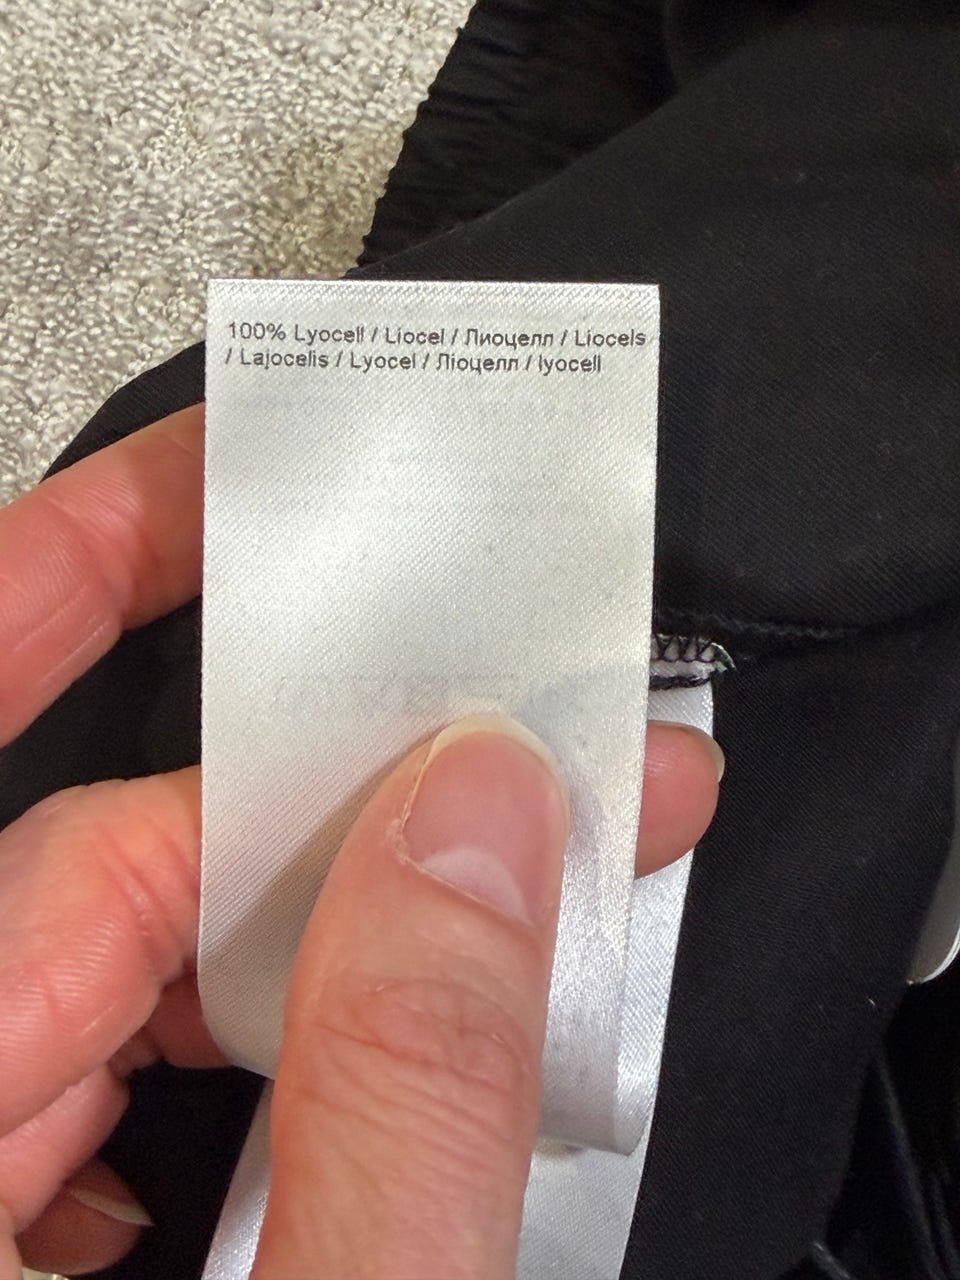 100% Lyocell / Liocel / Лиоцелл / Liocels
/ Lajocelis / Lyocel / Ліоцелл / lyocell